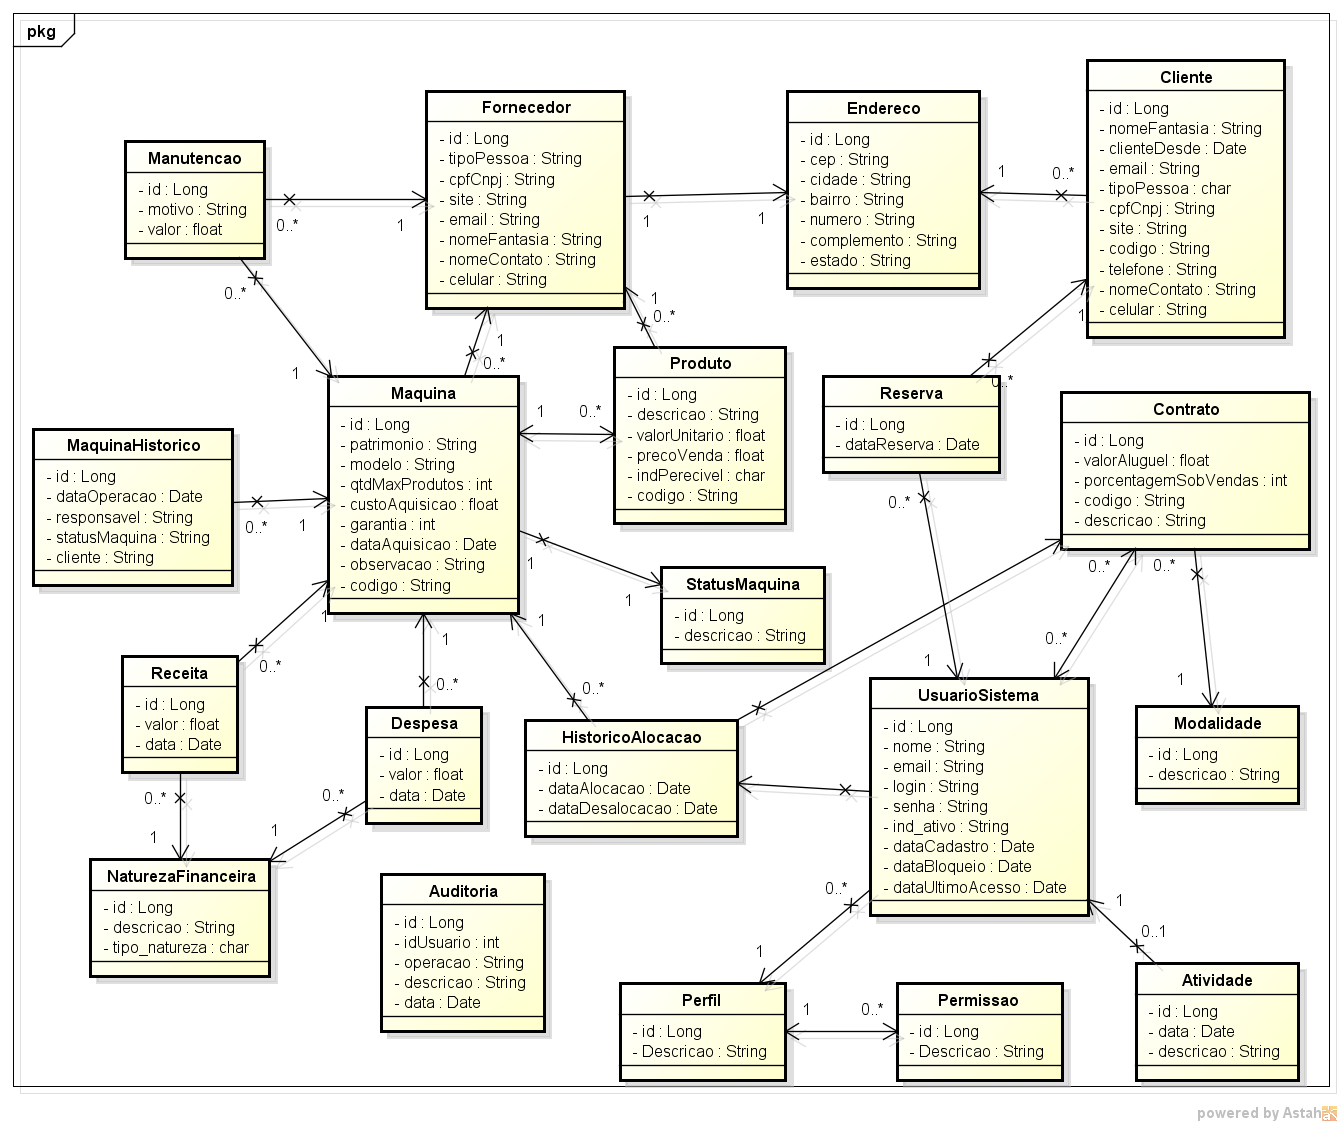 pkg
Manutencao
- id : Long
- motivo : String
- valor : float
Fornecedor
- id : Long
- tipoPessoa : String
- cpfCnpj : String
- site : String
- email : String
- nomeFantasia : String
- nomeContato : String
- celular : String
Endereco
- id : Long
- cep : String
- cidade : String
- bairro : String
- numero : String
- complemento : String
- estado : String
Cliente
- id : Long
- nomeFantasia : String
- clienteDesde : Date
- email : String
- tipoPessoa : char
- cpfCnpj : String
- site : String
- codigo : String
- telefone : String
- nomeContato : String
- celular : String
0..*
1
1
1
1
0..*
0..*
1
1
0..*
1
0..*
1
0..*
Maquina
- id : Long
- patrimonio : String
- modelo : String
- qtdMaxProdutos : int
- custoAquisicao : float
- garantia : int
- dataAquisicao : Date
- observacao : String
- codigo : String
Produto
- id : Long
- descricao : String
- valorUnitario : float
- precoVenda : float
- indPerecivel : char
- codigo : String
1
0..*
Reserva
- id : Long
- dataReserva : Date
Contrato
- id : Long
- valorAluguel : float
- porcentagemSobVendas : int
- codigo : String
- descricao : String
MaquinaHistorico
- id : Long
- dataOperacao : Date
- responsavel : String
- statusMaquina : String
- cliente : String
0..*
1
1
1
StatusMaquina
- id : Long
- descricao : String
0..*
1
0..*
0..*
0..*
1
1
0..*
Receita
- id : Long
- valor : float
- data : Date
1
0..*
Despesa
- id : Long
- valor : float
- data : Date
1
0..*
HistoricoAlocacao
- id : Long
- dataAlocacao : Date
- dataDesalocacao : Date
UsuarioSistema
- id : Long
- nome : String
- email : String
- login : String
- senha : String
- ind_ativo : String
- dataCadastro : Date
- dataBloqueio : Date
- dataUltimoAcesso : Date
Modalidade
- id : Long
- descricao : String
0..*
1
0..*
1
NaturezaFinanceira
- id : Long
- descricao : String
- tipo_natureza : char
Auditoria
- id : Long
- idUsuario : int
- operacao : String
- descricao : String
- data : Date
0..*
1
1
0..1
Perfil
- id : Long
- Descricao : String
1
0..*
Permissao
- id : Long
- Descricao : String
Atividade
- id : Long
- data : Date
- descricao : String
powered by Astah